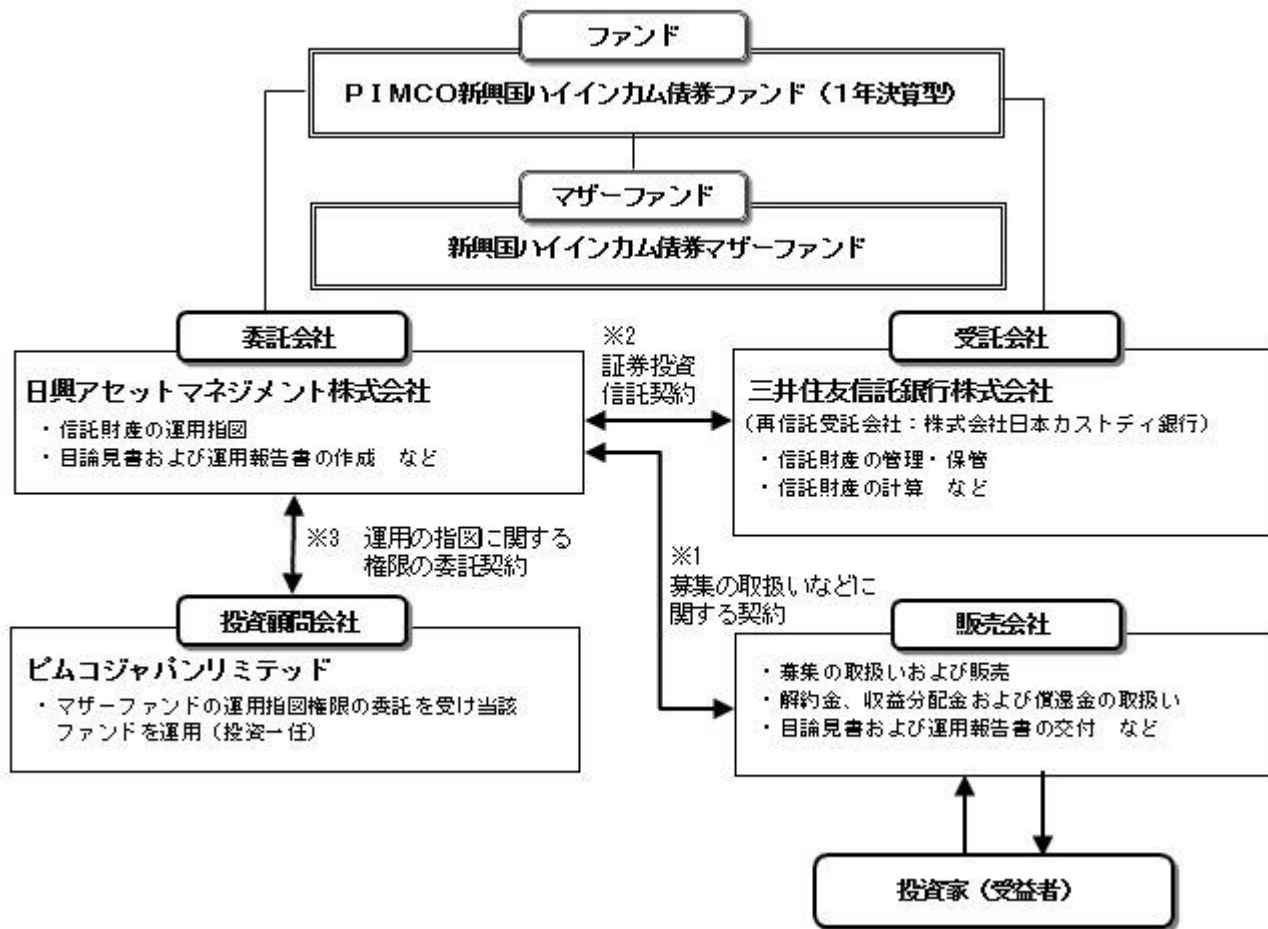 ファンド
PIMCO新興国ハイインカム債券ファンド（1年決算型）
マザーファンド
新興国ハイインカム債券マザーファンド
委託会社
日興アセットマネジメント株式会社
・信託財産の運用指図
・目論見書および運用報告書の作成　など
※2
証券投資
信託契約
受託会社
三井住友信託銀行株式会社
（再信託受託会社：株式会社日本カストディ銀行）
・信託財産の管理・保管
・信託財産の計算　など
※3　運用の指図に関する
権限の委託契約
※1
募集の取扱いなどに
関する契約
投資顧問会社
ピムコジャパンリミテッド
・マザーファンドの運用指図権限の委託を受け当該
ファンドを運用（投資一任）
販売会社
・募集の取扱いおよび販売
・解約金、収益分配金および償還金の取扱い
・目論見書および運用報告書の交付　など
投資家（受益者）